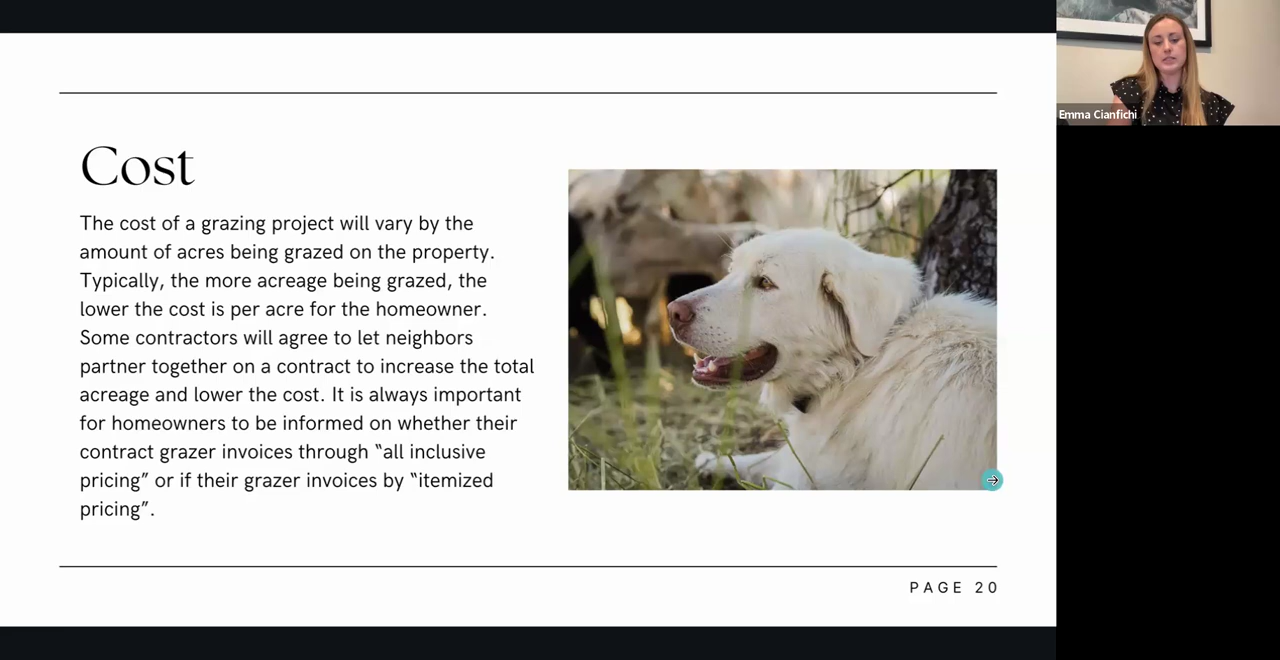 Cost
The cost of a grazing project will vary by the
amount of acres being grazed on the property.
Typically, the more acreage being grazed, the
lower the cost is per acre for the homeowner.
Some contractors will agree to let neighbors
partner together on a contract to increase the total
acreage and lower the cost. It is always important
for homeowners to be informed on whether their
contract grazer invoices through “all inclusive
pricing” or if their grazer invoices by “itemized
pricing”.
PAGE 20
Emma Cianfichi